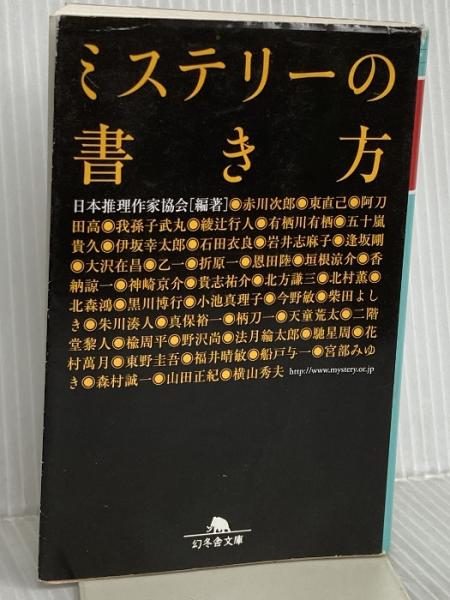 ミステリーの
書き方
日本推理作家協会[編著]◉赤川次郎◉東直己◉阿刀
田高◉我孫子武丸◉綾辻行人◉有栖川有栖◉五十嵐
貴久◉伊坂幸太郎◉石田衣良◉岩井志麻子◉逢坂剛
◉大沢在昌◉乙一◉折原一◉恩田陸◉垣根涼介◉香
納諒一◉神崎京介◉貴志祐介◉北方謙三◉北村薫◉
北森鴻◉黒川博行◉小池真理子◉今野敏◉柴田よし
き◉朱川湊人◉真保裕一◉柄刀一◉天童荒太◉二階
堂黎人◉楡周平◉野沢尚◉法月綸太郎◉馳星周◉花
村萬月◉東野圭吾◉福井晴敏◉船戸与一◉宮部みゆ
き◉森村誠一◉山田正紀◉横山秀夫 http://www.mystery.or.jp
幻冬舎文庫